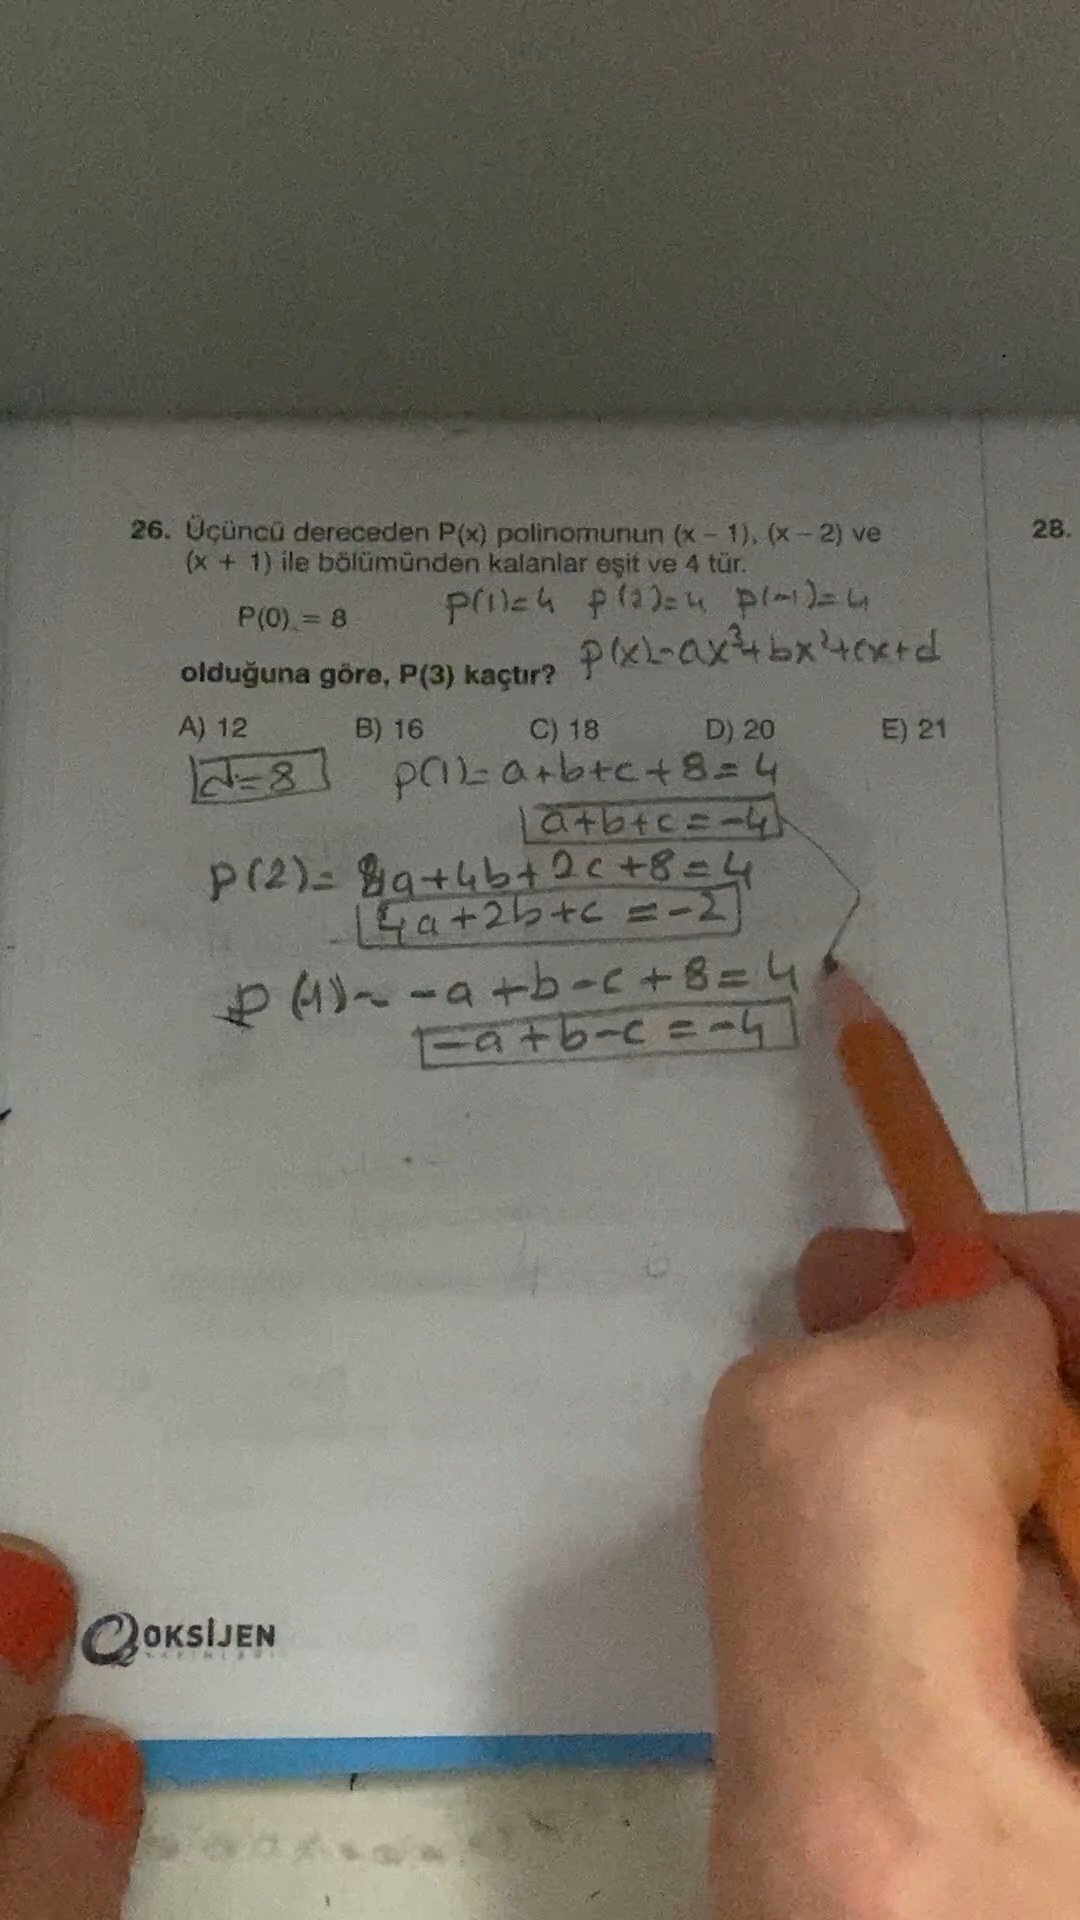 26. Üçüncü dereceden P(x) polinomunun (x – 1), (x – 2) ve
(x + 1) ile bölümünden kalanlar eşit ve 4 tür.
p(1)=4 p(2)=4 p(-1)=4
P(0) = 8
p(x)=ax³+bx²+cx+d
olduğuna göre, P(3) kaçtır?
A) 12 B) 16 C) 18 D) 20 E) 21
d=8 p(1)=a+b+c+8=4
a+b+c=-4
p(2)= 8a+4b+2c+8=4
4a+2b+c=-2
p(-1)= -a+b-c+8=4
-a+b-c=-4
OKSİJEN
YAYINLARI
28.